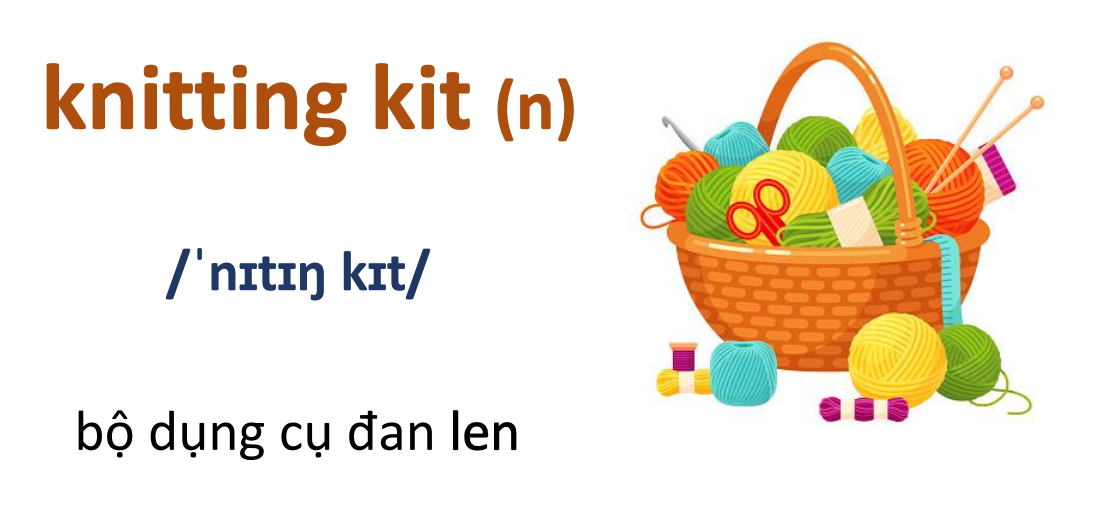 knitting kit (n)
/ˈnɪtɪŋ kɪt/
bộ dụng cụ đan len